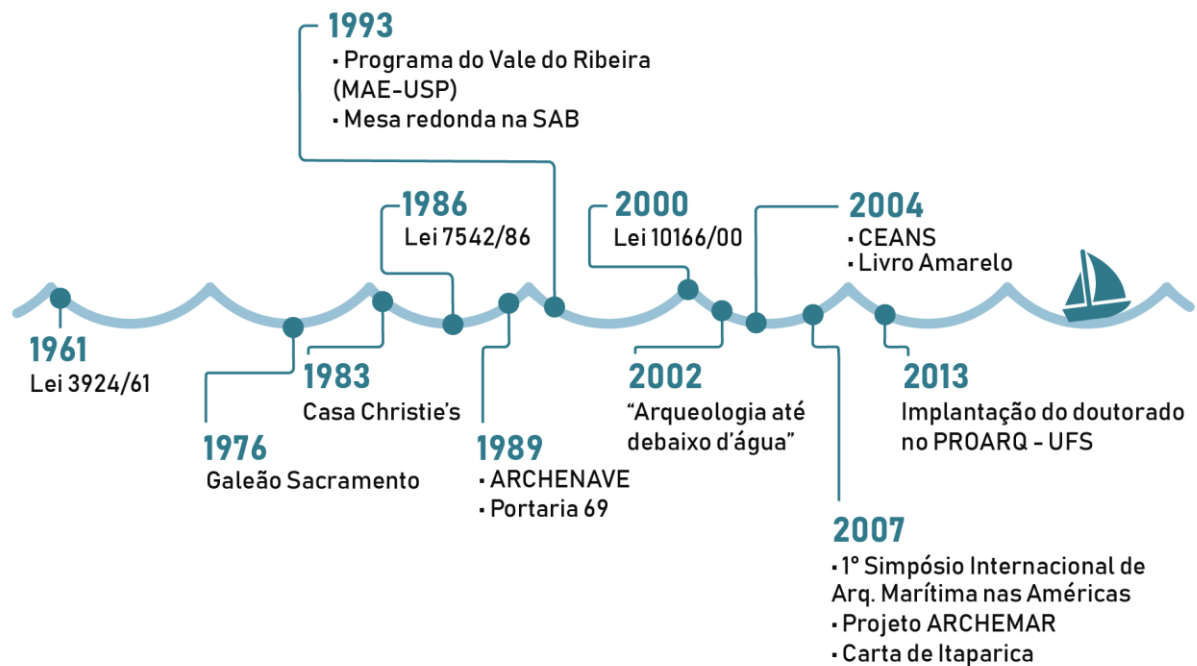 1993
▪ Programa do Vale do Ribeira
(MAE-USP)
▪ Mesa redonda na SAB
1986
Lei 7542/86
2000
Lei 10166/00
2004
▪ CEANS
▪ Livro Amarelo
1961
Lei 3924/61
1976
Galeão Sacramento
1983
Casa Christie’s
1989
▪ ARCHENAVE
▪ Portaria 69
2002
“Arqueologia até
debaixo d’água”
2013
Implantação do doutorado
no PROARQ - UFS
2007
▪ 1º Simpósio Internacional de
Arq. Marítima nas Américas
▪ Projeto ARCHEMAR
▪ Carta de Itaparica